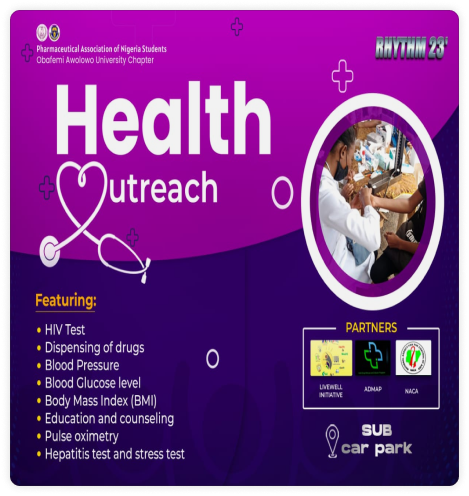 Pharmaceutical Association of Nigeria Students
Obafemi Awolowo University Chapter
RHYTHM 23'
Health
utreach
Featuring:
• HIV Test
• Dispensing of drugs
• Blood Pressure
• Blood Glucose level
• Body Mass Index (BMI)
• Education and counseling
• Pulse oximetry
• Hepatitis test and stress test
PARTNERS
LIVEWELL
INITIATIVE
ADMAP
NACA
SUB
car park